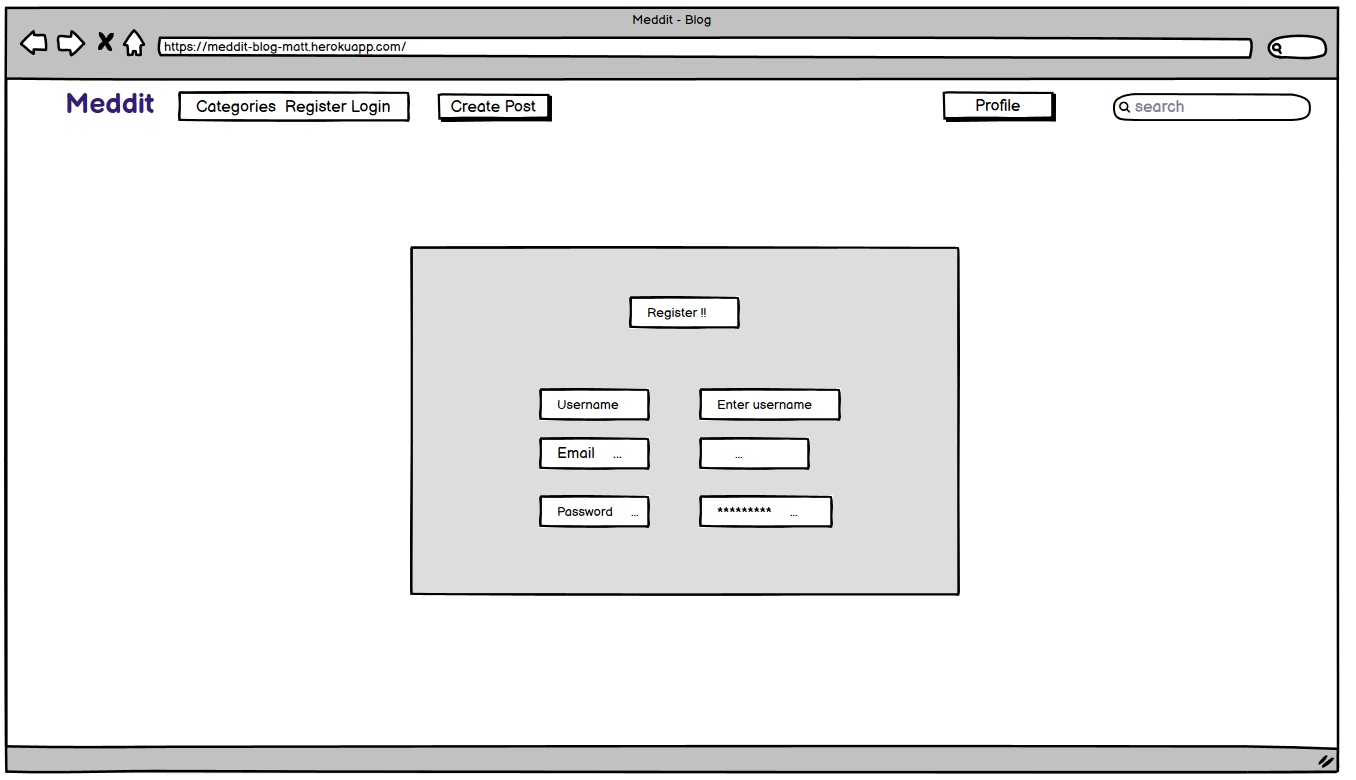 Meddit - Blog
https://meddit-blog-matt.herokuapp.com/
Meddit Categories Register Login Create Post Profile search
Register !!
Username Enter username
Email ... ...
Password ... ********* ...